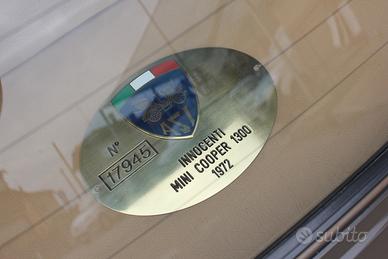 ASI
N°
17945
INNOCENTI
MINI COOPER 1300
1972
subito